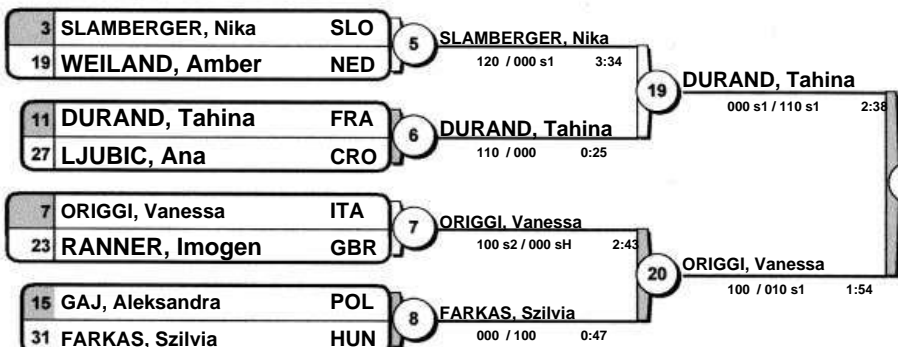 3 SLAMBERGER, Nika SLO
19 WEILAND, Amber NED
5
SLAMBERGER, Nika
120 / 000 s1 3:34
11 DURAND, Tahina FRA
27 LJUBIC, Ana CRO
6
DURAND, Tahina
110 / 000 0:25
19
DURAND, Tahina
000 s1 / 110 s1 2:38
7 ORIGGI, Vanessa ITA
23 RANNER, Imogen GBR
7
ORIGGI, Vanessa
100 s2 / 000 sH 2:43
15 GAJ, Aleksandra POL
31 FARKAS, Szilvia HUN
8
FARKAS, Szilvia
000 / 100 0:47
20
ORIGGI, Vanessa
100 / 010 s1 1:54